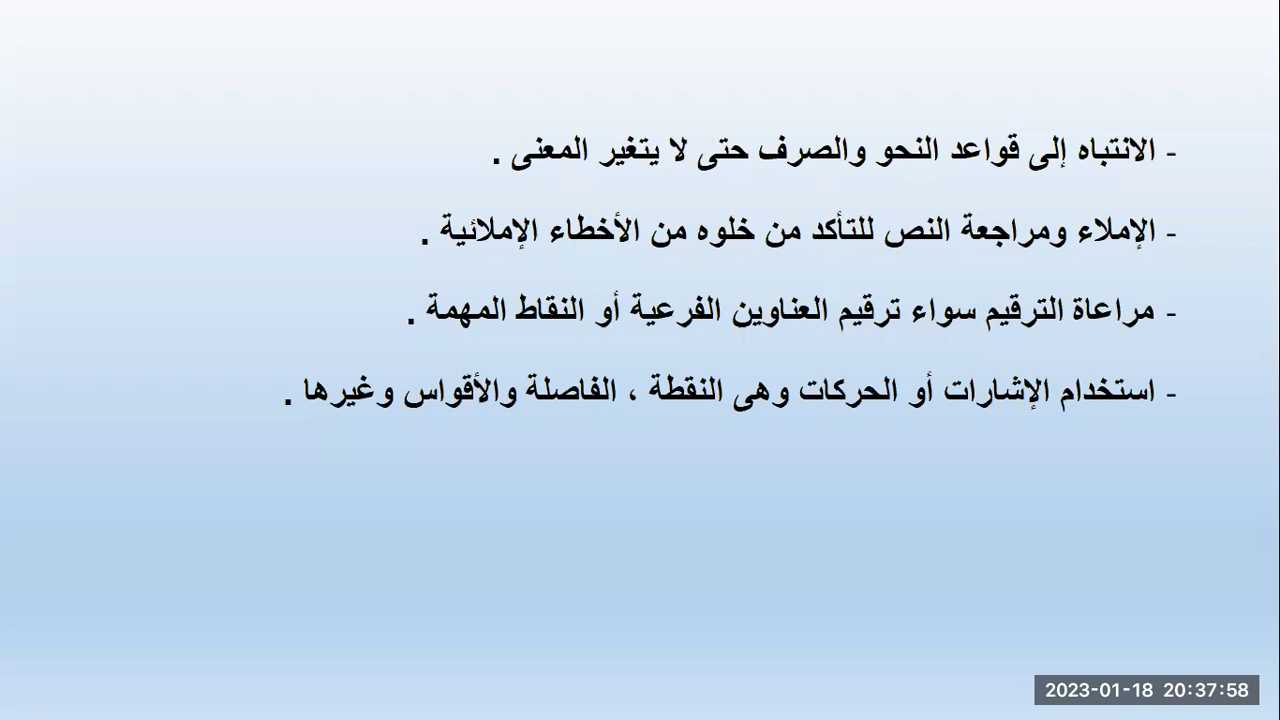 - الانتباه إلى قواعد النحو والصرف حتى لا يتغير المعنى .
- الإملاء ومراجعة النص للتأكد من خلوه من الأخطاء الإملائية .
- مراعاة الترقيم سواء ترقيم العناوين الفرعية أو النقاط المهمة .
- استخدام الإشارات أو الحركات وهى النقطة ، الفاصلة والأقواس وغيرها .
2023-01-18 20:37:58